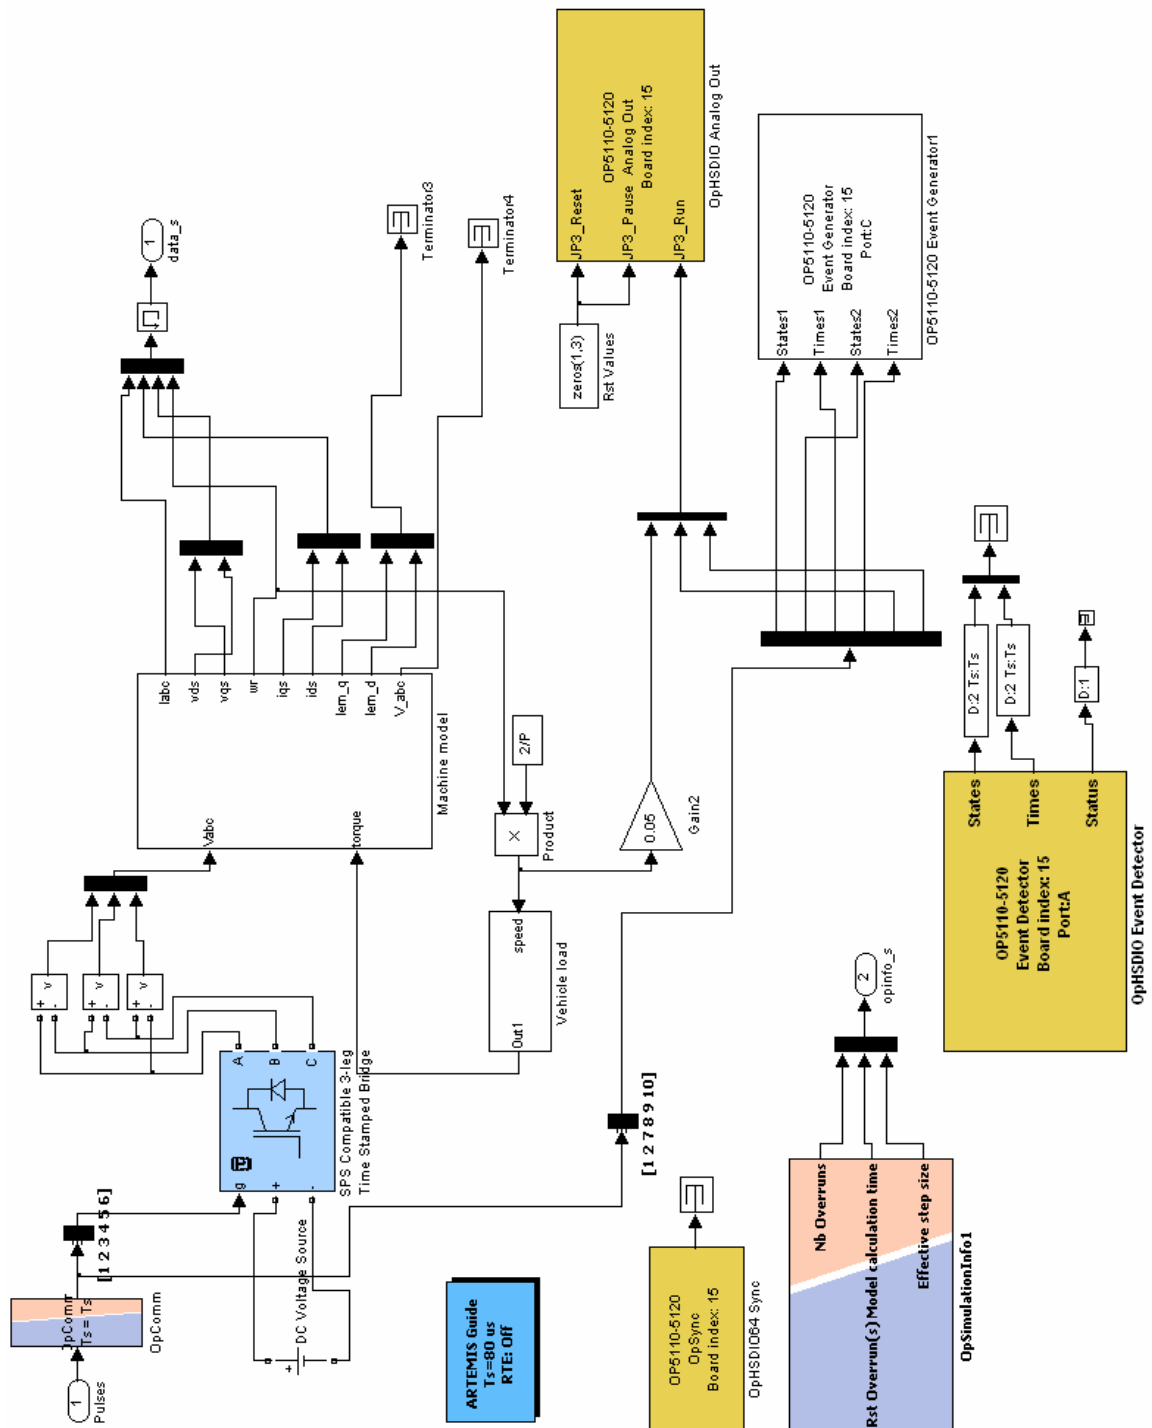 1
Pulses
OpComm
Ts= Ts
OpComm
[1 2 3 4 5 6]
DC Voltage Source
+
g
+
-
A
B
C
SPS Compatible 3-leg
Time Stamped Bridge
+ v
-
+ v
-
+ v
-
Vabc
torque
Iabc
vds
vqs
wr
iqs
ids
lem_q
lem_d
V_abc
Machine model
1
data_s
Terminator3
Terminator4
2/P
×
Product
speed
Out1
Vehicle load
0.05
Gain2
[1 2 7 8 9 10]
zeros(1,3)
Rst Values
JP3_Reset
JP3_Pause
JP3_Run
OP5110-5120
Analog Out
Board index: 15
OpHSDIO Analog Out
States1
Times1
States2
Times2
OP5110-5120
Event Generator
Board index: 15
Port:C
OP5110-5120 Event Generator1
ARTEMIS Guide
Ts=80 us
RTE: Off
OP5110-5120
OpSync
Board index: 15
OpHSDIO64 Sync
Rst Overrun(s)
Nb Overruns
Model calculation time
Effective step size
OpSimulationInfo1
2
opinfo_s
OP5110-5120
Event Detector
Board index: 15
Port:A
States
Times
Status
OpHSDIO Event Detector
D:2 Ts:Ts
D:2 Ts:Ts
D:1